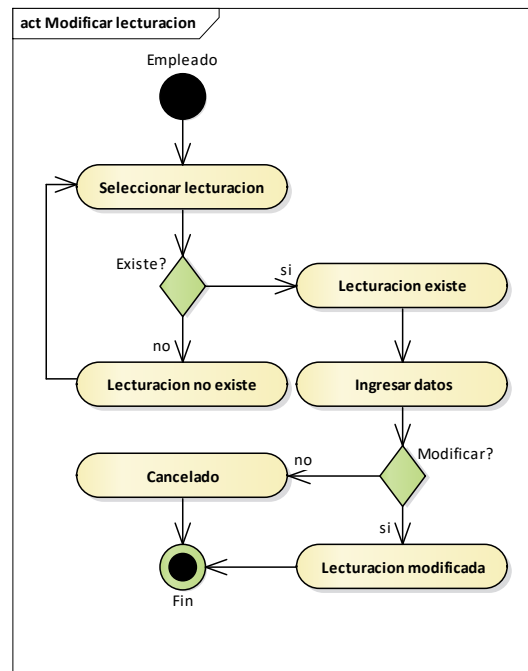 act Modificar lecturacion
Empleado
Seleccionar lecturacion
Existe?
si
Lecturacion existe
no
Lecturacion no existe
Ingresar datos
Modificar?
no
Cancelado
si
Lecturacion modificada
Fin